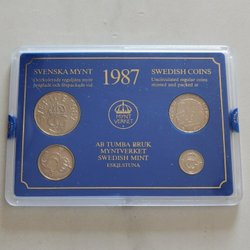 SVENSKA MYNT
Ocirkulerade reguljära mynt
präglade och förpackade vid
1987
SWEDISH COINS
Uncirculated regular coins
minted and packed at
MYNT
VERKET
AB TUMBA BRUK
MYNTVERKET
SWEDISH MINT
ESKILSTUNA